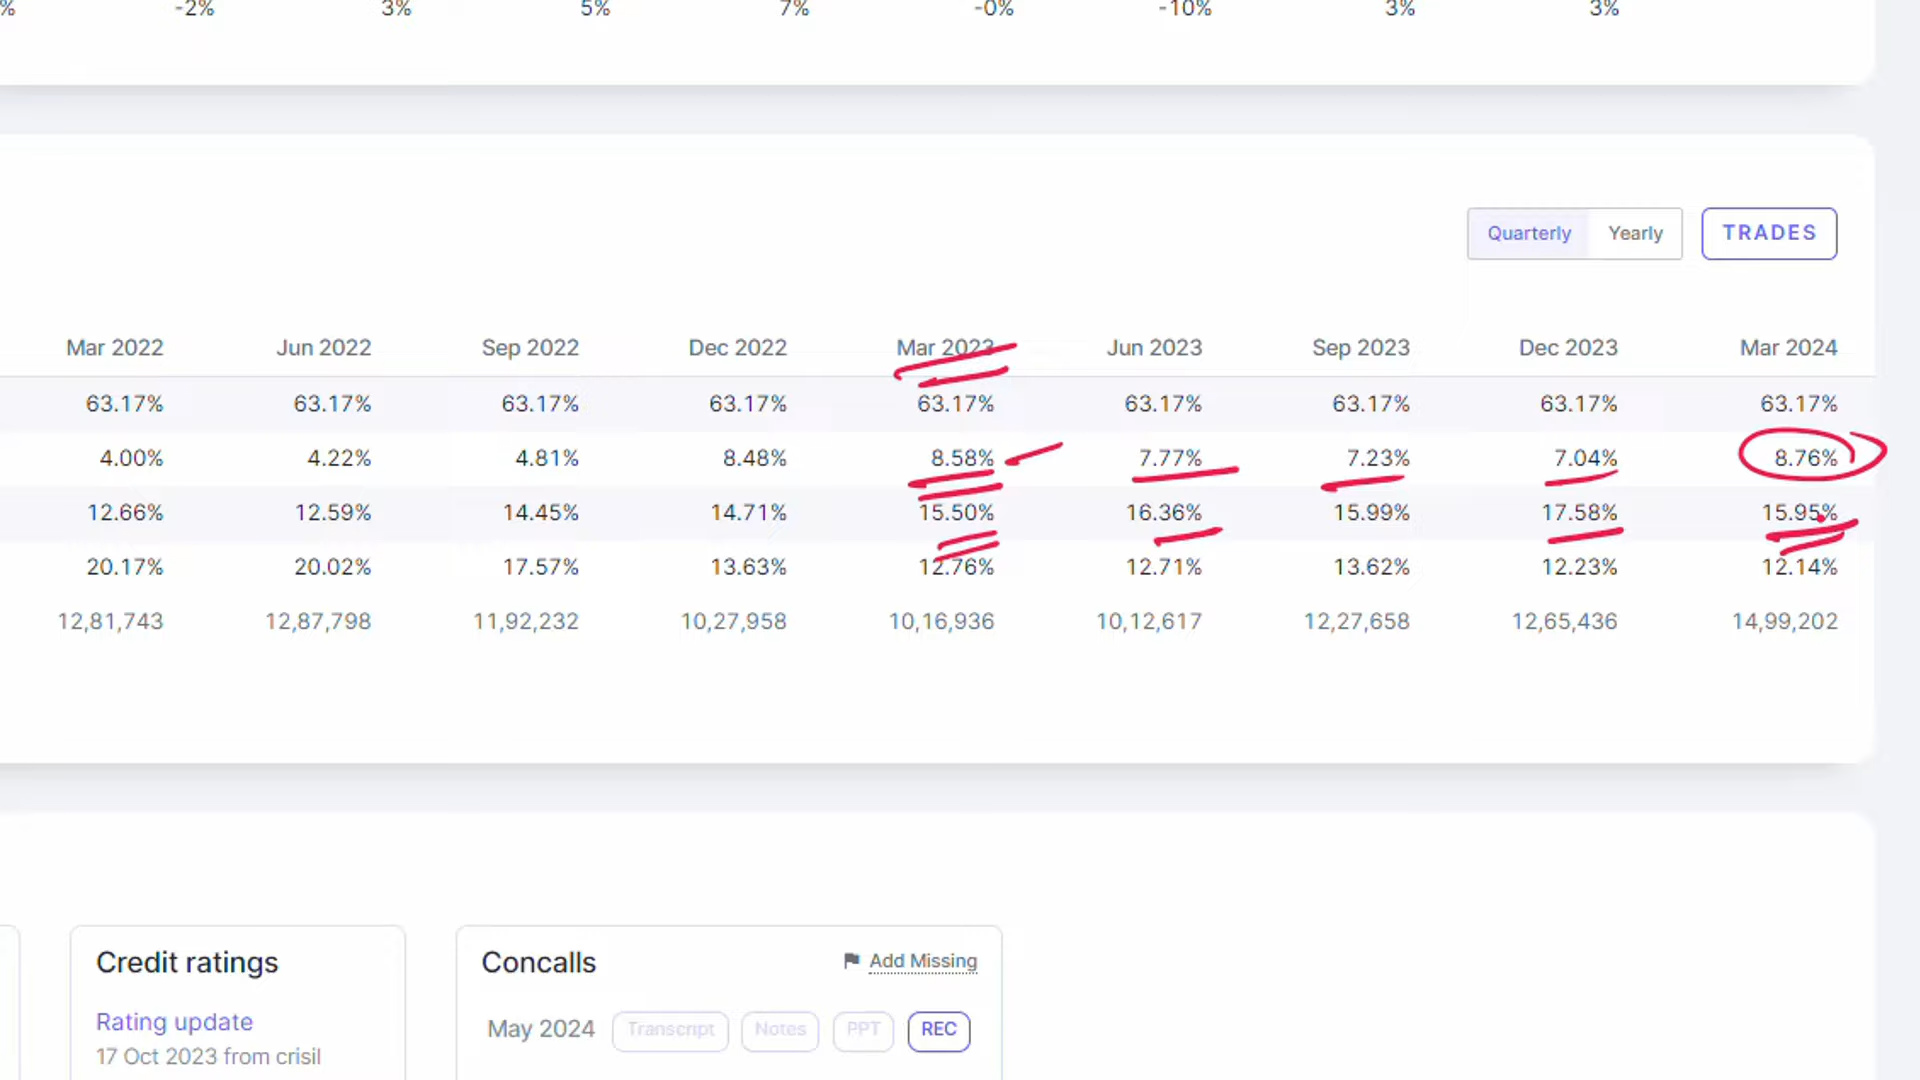 % -2% 3% 5% 7% -0% -10% 3% 3%
Quarterly Yearly TRADES
Mar 2022 Jun 2022 Sep 2022 Dec 2022 Mar 2023 Jun 2023 Sep 2023 Dec 2023 Mar 2024
63.17% 63.17% 63.17% 63.17% 63.17% 63.17% 63.17% 63.17% 63.17%
4.00% 4.22% 4.81% 8.48% 8.58% 7.77% 7.23% 7.04% 8.76%
12.66% 12.59% 14.45% 14.71% 15.50% 16.36% 15.99% 17.58% 15.95%
20.17% 20.02% 17.57% 13.63% 12.76% 12.71% 13.62% 12.23% 12.14%
12,81,743 12,87,798 11,92,232 10,27,958 10,16,936 10,12,617 12,27,658 12,65,436 14,99,202
Credit ratings
Rating update
17 Oct 2023 from crisil
Concalls Add Missing
May 2024 Transcript Notes PPT REC